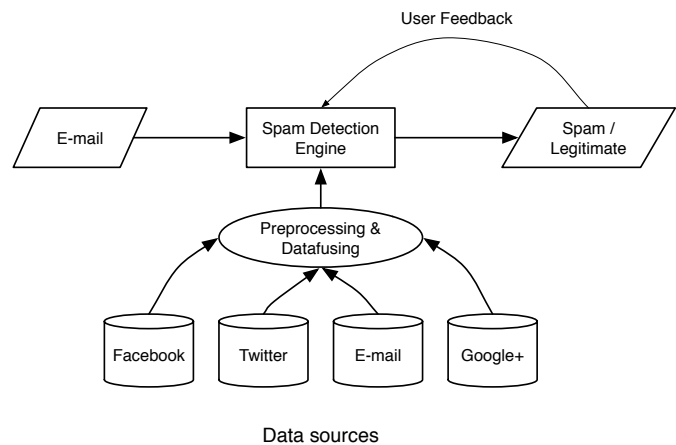 User Feedback
E-mail
Spam Detection
Engine
Spam /
Legitimate
Preprocessing &
Datafusing
Facebook
Twitter
E-mail
Google+
Data sources